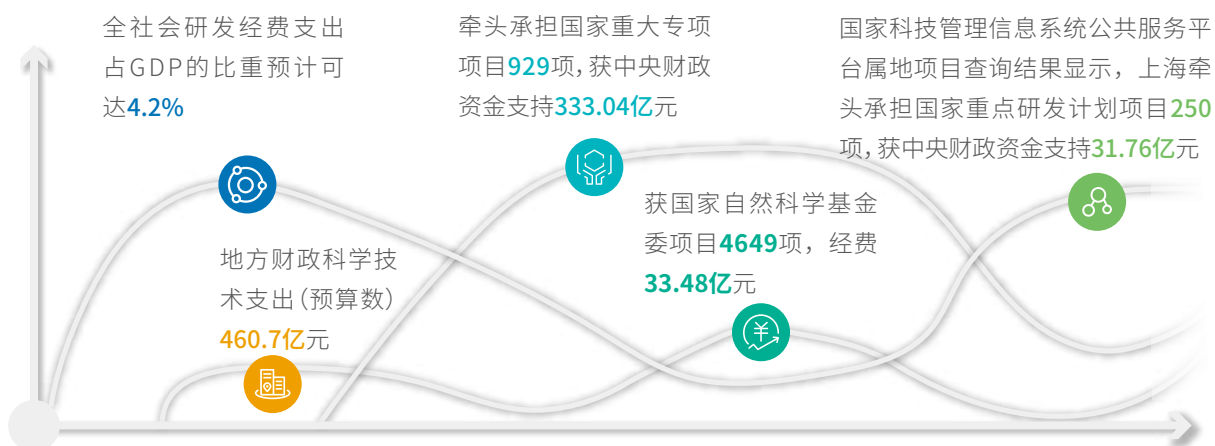 全社会研发经费支出
占GDP的比重预计可
达4.2%
牵头承担国家重大专项
项目929项,获中央财政
资金支持333.04亿元
国家科技管理信息系统公共服务平
台属地项目查询结果显示，上海牵
头承担国家重点研发计划项目250
项,获中央财政资金支持31.76亿元
地方财政科学技
术支出(预算数)
460.7亿元
获国家自然科学基金
委项目4649项，经费
33.48亿元